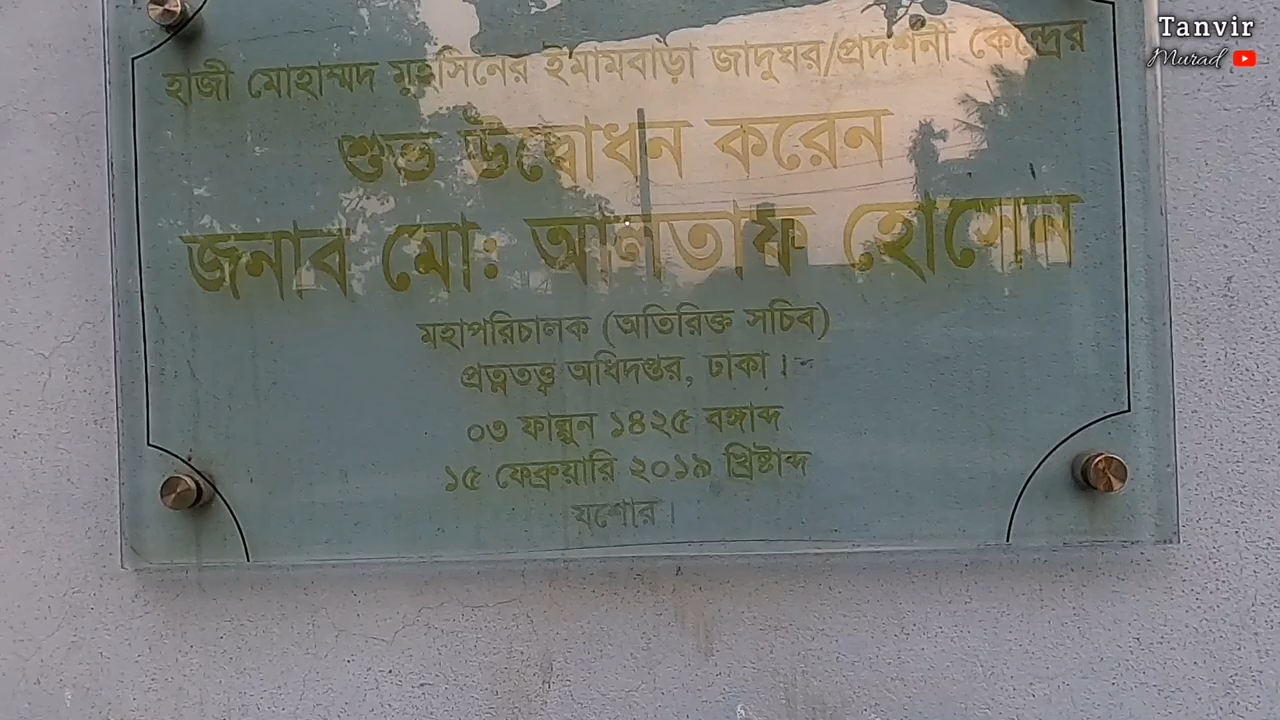 হাজী মোহাম্মদ মুহসিনের ইমামবাড়া জাদুঘর/প্রদর্শনী কেন্দ্রের
শুভ উদ্বোধন করেন
জনাব মো: আলতাফ হোসেন
মহাপরিচালক (অতিরিক্ত সচিব)
প্রত্নতত্ত্ব অধিদপ্তর, ঢাকা।
০৩ ফাল্গুন ১৪২৫ বঙ্গাব্দ
১৫ ফেব্রুয়ারি ২০১৯ খ্রিষ্টাব্দ
যশোর।
Tanvir
Murad